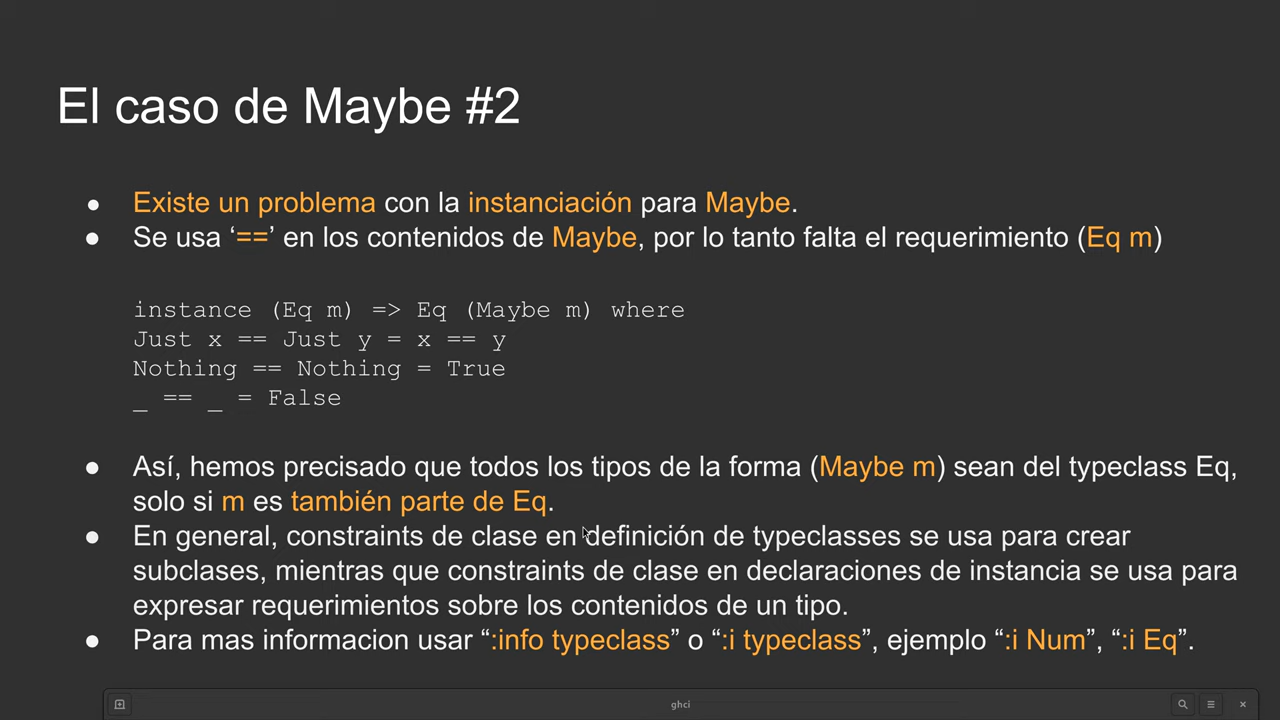 El caso de Maybe #2
● Existe un problema con la instanciación para Maybe.
● Se usa ‘==’ en los contenidos de Maybe, por lo tanto falta el requerimiento (Eq m)
instance (Eq m) => Eq (Maybe m) where
Just x == Just y = x == y
Nothing == Nothing = True
_ == _ = False
● Así, hemos precisado que todos los tipos de la forma (Maybe m) sean del typeclass Eq,
solo si m es también parte de Eq.
● En general, constraints de clase en definición de typeclasses se usa para crear
subclases, mientras que constraints de clase en declaraciones de instancia se usa para
expresar requerimientos sobre los contenidos de un tipo.
● Para mas informacion usar “:info typeclass” o “:i typeclass”, ejemplo “:i Num”, “:i Eq”.
ghci